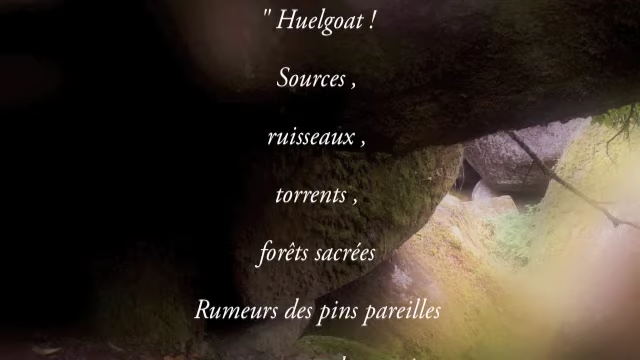 " Huelgoat !
Sources ,
ruisseaux ,
torrents ,
forêts sacrées
Rumeurs des pins pareilles